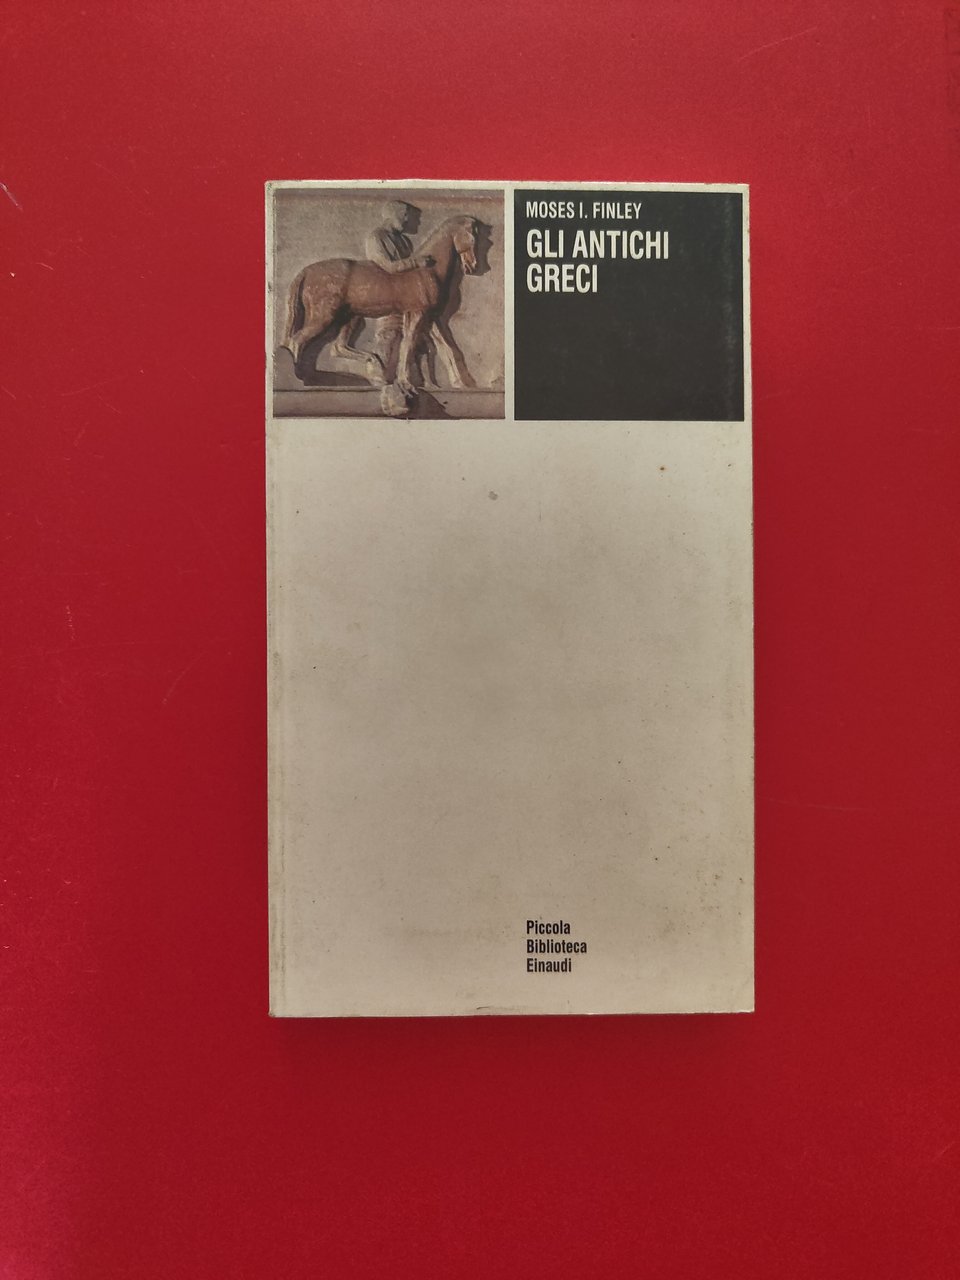 MOSES I. FINLEY
GLI ANTICHI
GRECI
Piccola
Biblioteca
Einaudi